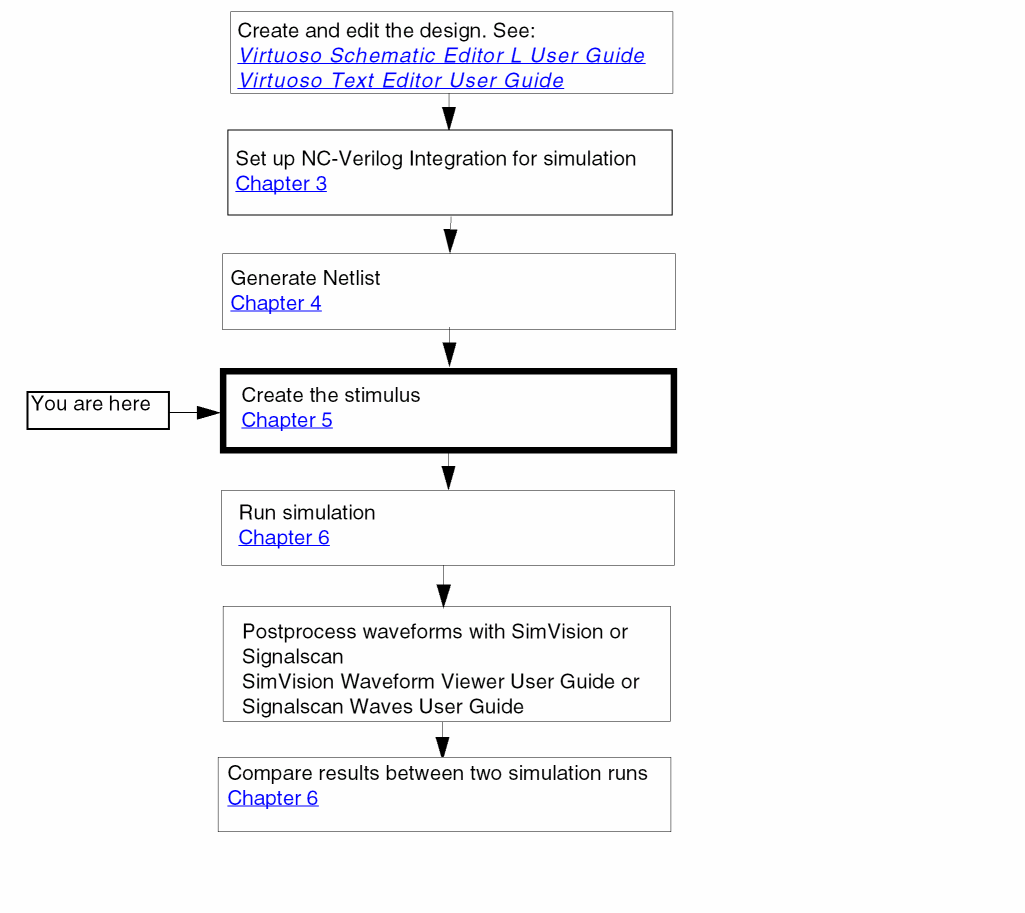 Create and edit the design. See:
Virtuoso Schematic Editor L User Guide
Virtuoso Text Editor User Guide
Set up NC-Verilog Integration for simulation
Chapter 3
Generate Netlist
Chapter 4
You are here
Create the stimulus
Chapter 5
Run simulation
Chapter 6
Postprocess waveforms with SimVision or
Signalscan
SimVision Waveform Viewer User Guide or
Signalscan Waves User Guide
Compare results between two simulation runs
Chapter 6